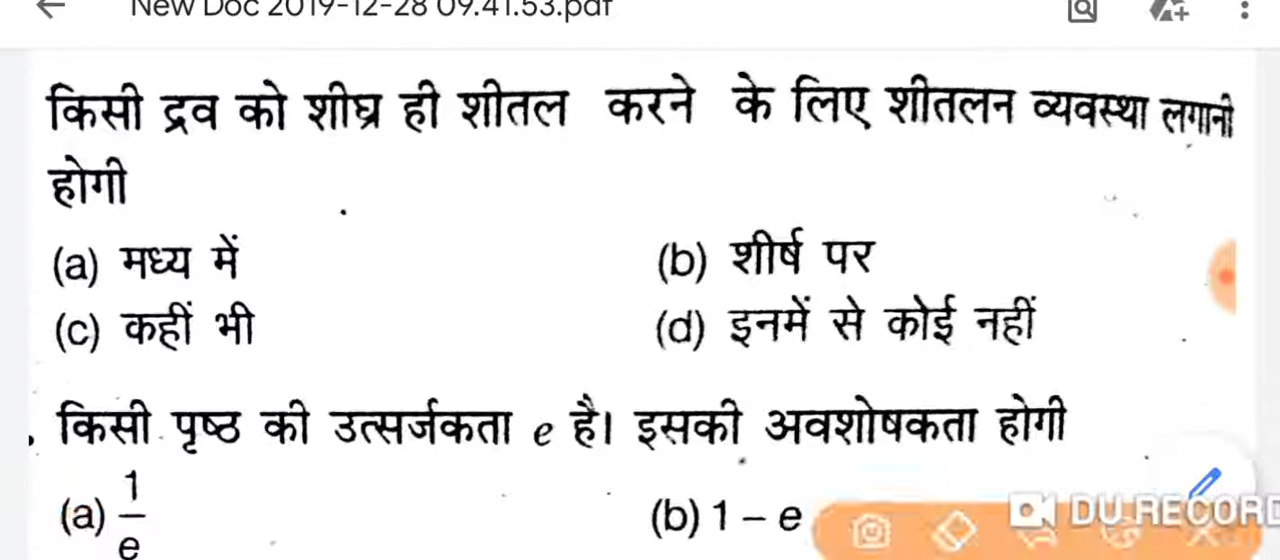 New Doc 2019-12-28 09.41.53.pdf
किसी द्रव को शीघ्र ही शीतल करने के लिए शीतलन व्यवस्था लगानी
होगी
(a) मध्य में (b) शीर्ष पर
(c) कहीं भी (d) इनमें से कोई नहीं
. किसी पृष्ठ की उत्सर्जकता e है। इसकी अवशोषकता होगी
(a) 1/e (b) 1 – e
DU RECORD